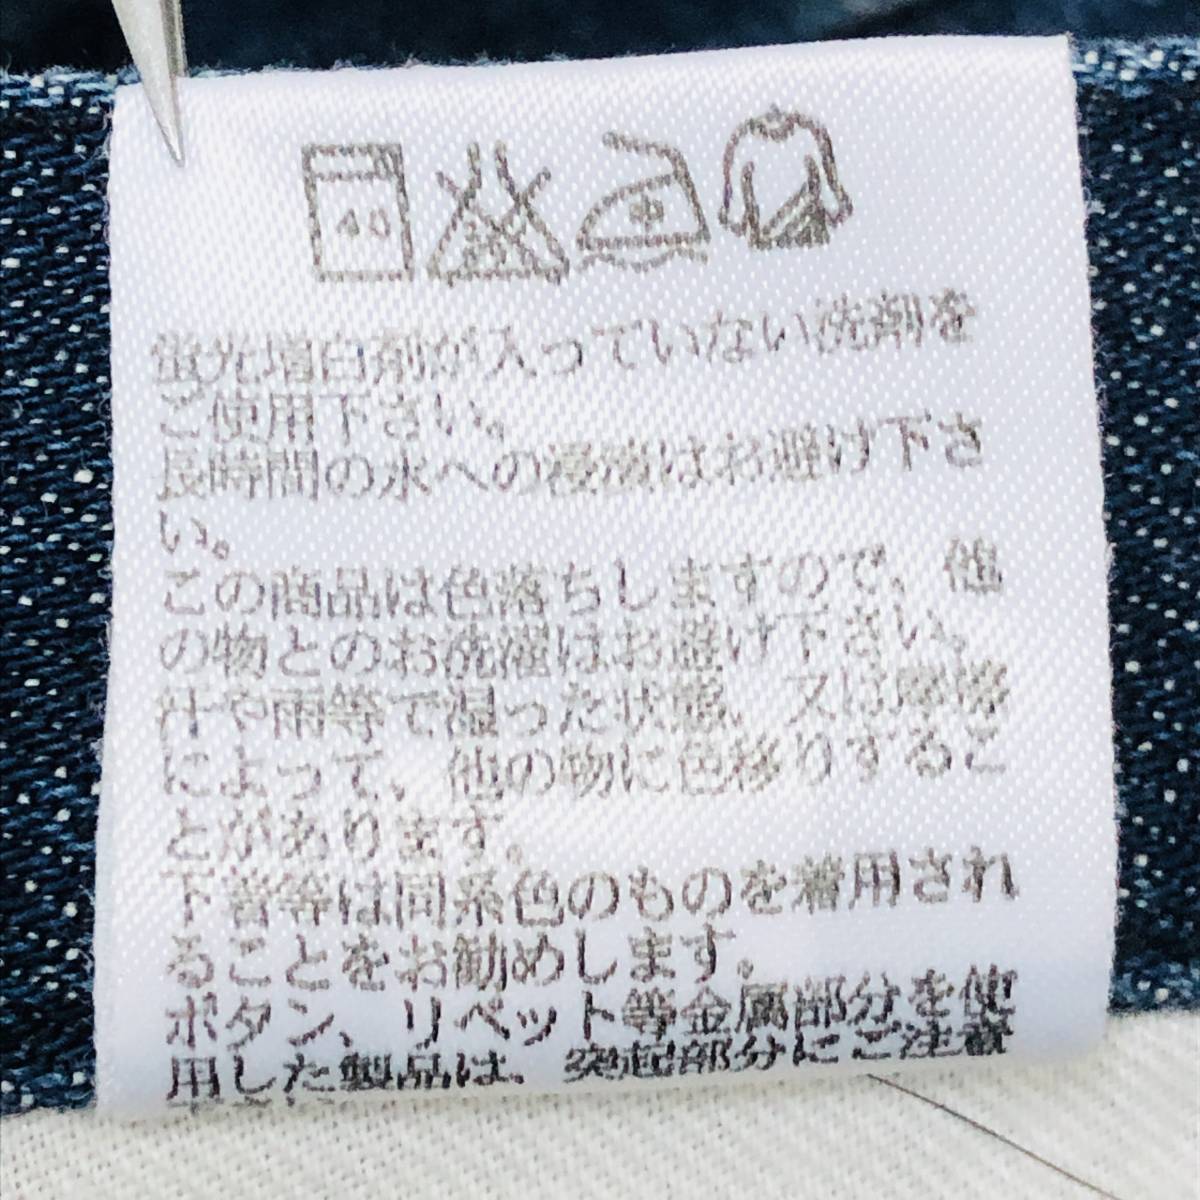 40
中
蛍光増白剤が入っていない洗剤を
ご使用下さい。
長時間の水への浸漬はお避け下さ
い。
この商品は色落ちしますので、他
の物とのお洗濯はお避け下さい。
汗や雨等で湿った状態、又は摩擦
によって、他の物に色移りするこ
とがあります。
下着等は同系色のものを着用され
ることをお勧めします。
ボタン、リベット等金属部分を使
用した製品は、突起部分にご注意